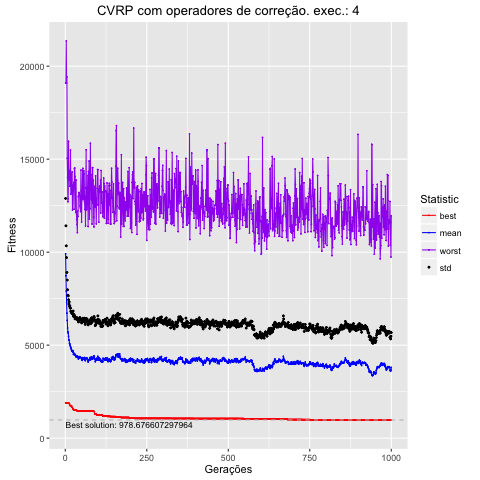 CVRP com operadores de correção. exec.: 4
Fitness
20000
15000
10000
5000
0
Best solution: 978.676607297964
0
250
500
750
1000
Gerações
Statistic
best
mean
worst
std